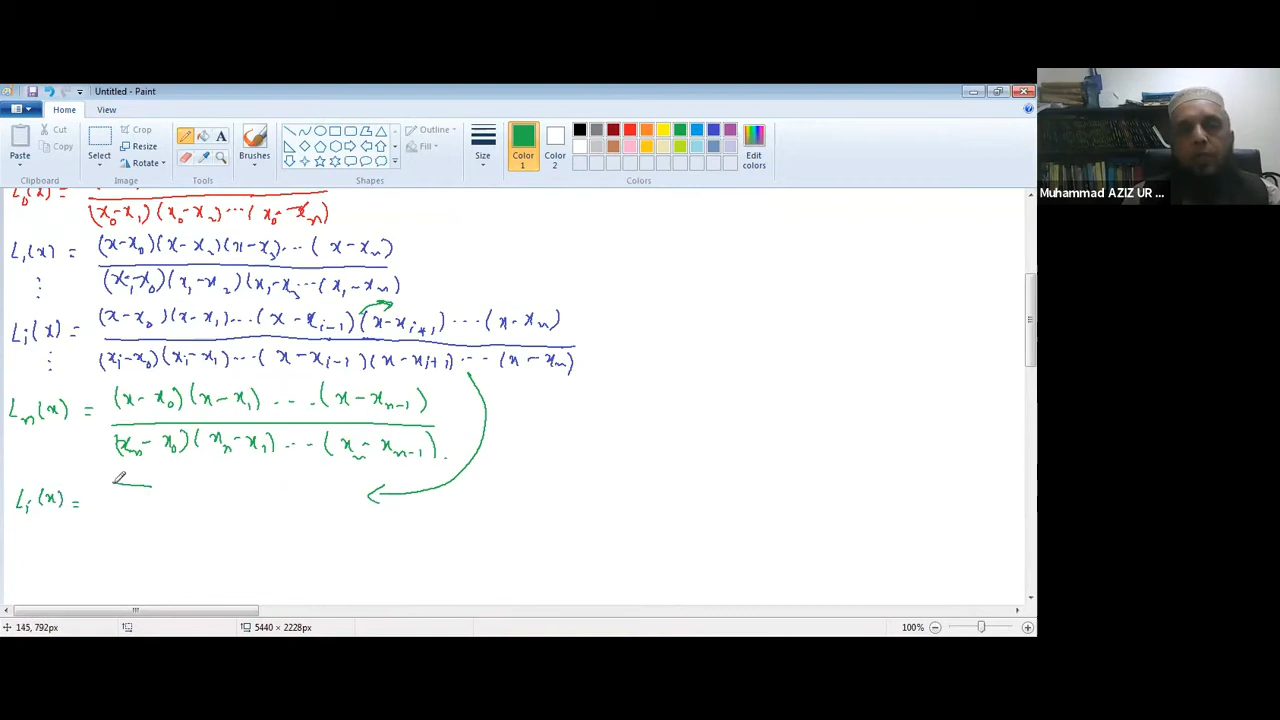 Untitled - Paint
Home View
Paste
Cut
Copy
Clipboard
Select
Crop
Resize
Rotate
Image
Tools
Brushes
Shapes
Outline
Fill
Size
Color 1
Color 2
Edit colors
Colors
Muhammad AZIZ UR ...
L₀(x) =
(x₀-x₁)(x₀-x₂)...(x₀-xₙ)
L₁(x) = (x-x₀)(x-x₂)(x-x₃)...(x-xₙ)
(x₁-x₀)(x₁-x₂)(x₁-x₃...(x₁-xₙ)
⋮
Lᵢ(x) = (x-x₀)(x-x₁)...(x-xᵢ₋₁)(x-xᵢ₊₁)...(x-xₙ)
(xᵢ-x₀)(xᵢ-x₁)...(x-xᵢ₋₁)(x-xᵢ₊₁)...(x-xₙ)
⋮
Lₙ(x) = (x-x₀)(x-x₁)...(x-xₙ₋₁)
(xₙ-x₀)(xₙ-x₁)...(xₙ-xₙ₋₁).
Lᵢ(x) =
145, 792px
5440 × 2228px
100%